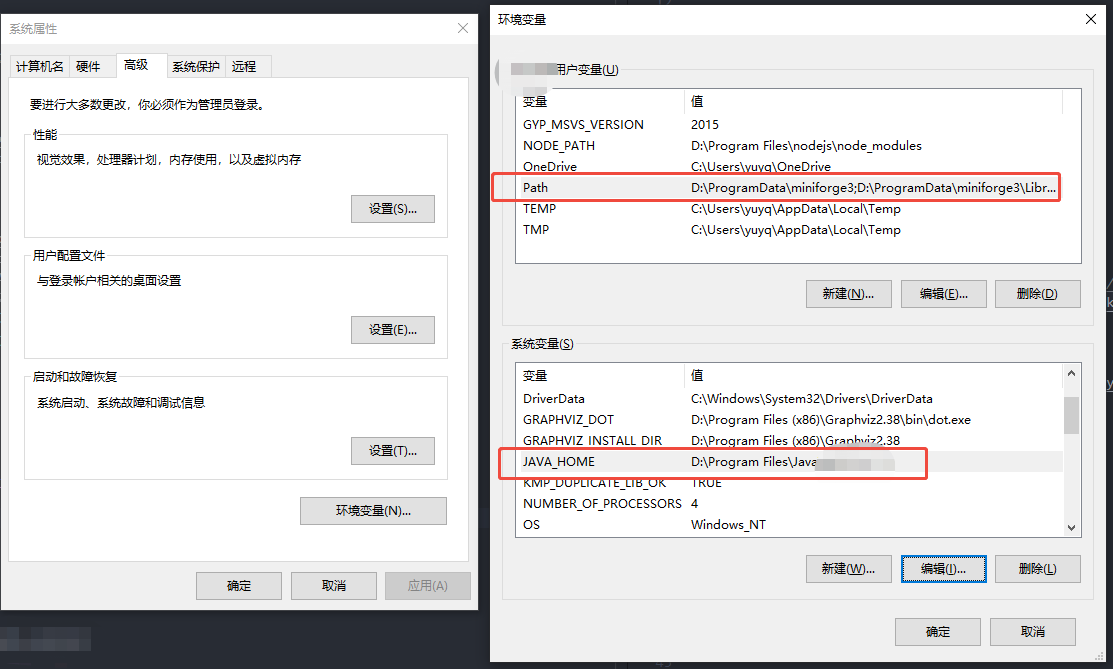 系统属性
计算机名 硬件 高级 系统保护 远程
要进行大多数更改，你必须作为管理员登录。
性能
视觉效果，处理器计划，内存使用，以及虚拟内存
设置(S)...
用户配置文件
与登录帐户相关的桌面设置
设置(E)...
启动和故障恢复
系统启动、系统故障和调试信息
设置(T)...
环境变量(N)...
确定 取消 应用(A)
环境变量
用户变量(U)
变量 值
GYP_MSVS_VERSION 2015
NODE_PATH D:\Program Files\nodejs\node_modules
OneDrive C:\Users\yuyq\OneDrive
Path D:\ProgramData\miniforge3;D:\ProgramData\miniforge3\Libr...
TEMP C:\Users\yuyq\AppData\Local\Temp
TMP C:\Users\yuyq\AppData\Local\Temp
新建(N)... 编辑(E)... 删除(D)
系统变量(S)
变量 值
DriverData C:\Windows\System32\Drivers\DriverData
GRAPHVIZ_DOT D:\Program Files (x86)\Graphviz2.38\bin\dot.exe
GRAPHVIZ_INSTALL_DIR D:\Program Files (x86)\Graphviz2.38
JAVA_HOME D:\Program Files\Java
KMP_DUPLICATE_LIB_OK TRUE
NUMBER_OF_PROCESSORS 4
OS Windows_NT
新建(W)... 编辑(I)... 删除(L)
确定 取消